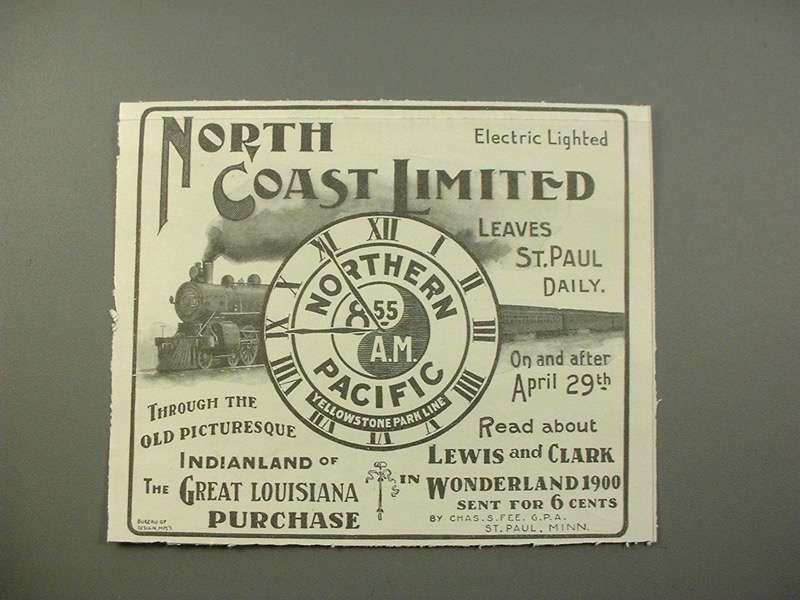 NORTH
COAST LIMITED
Electric Lighted
LEAVES
ST. PAUL
DAILY.
XII
I
II
III
IIII
VI
VII
VIII
X
XI
NORTHERN
8 55
A.M.
PACIFIC
YELLOWSTONE PARK LINE
On and after
April 29th
THROUGH THE
OLD PICTURESQUE
INDIANLAND OF
THE GREAT LOUISIANA
PURCHASE
Read about
LEWIS and CLARK
IN WONDERLAND 1900
SENT FOR 6 CENTS
BY CHAS. S. FEE, G.P.A.
ST. PAUL, MINN.
BUREAU OF